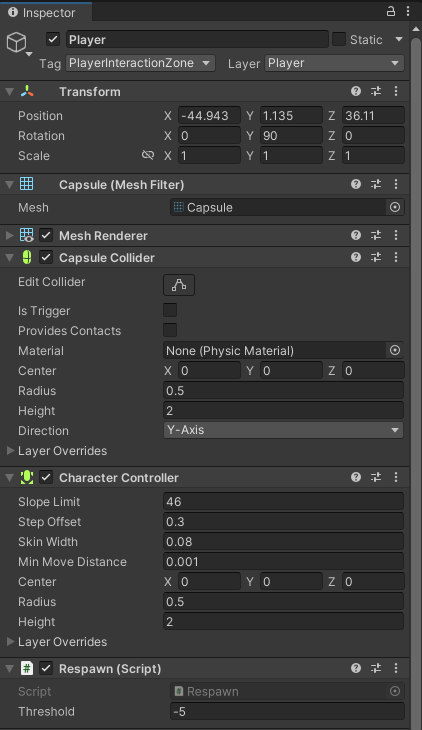 Inspector
Player Static
Tag PlayerInteractionZone Layer Player
Transform
Position X -44.943 Y 1.135 Z 36.11
Rotation X 0 Y 90 Z 0
Scale X 1 Y 1 Z 1
Capsule (Mesh Filter)
Mesh Capsule
Mesh Renderer
Capsule Collider
Edit Collider
Is Trigger
Provides Contacts
Material None (Physic Material)
Center X 0 Y 0 Z 0
Radius 0.5
Height 2
Direction Y-Axis
Layer Overrides
Character Controller
Slope Limit 46
Step Offset 0.3
Skin Width 0.08
Min Move Distance 0.001
Center X 0 Y 0 Z 0
Radius 0.5
Height 2
Layer Overrides
# Respawn (Script)
Script # Respawn
Threshold -5